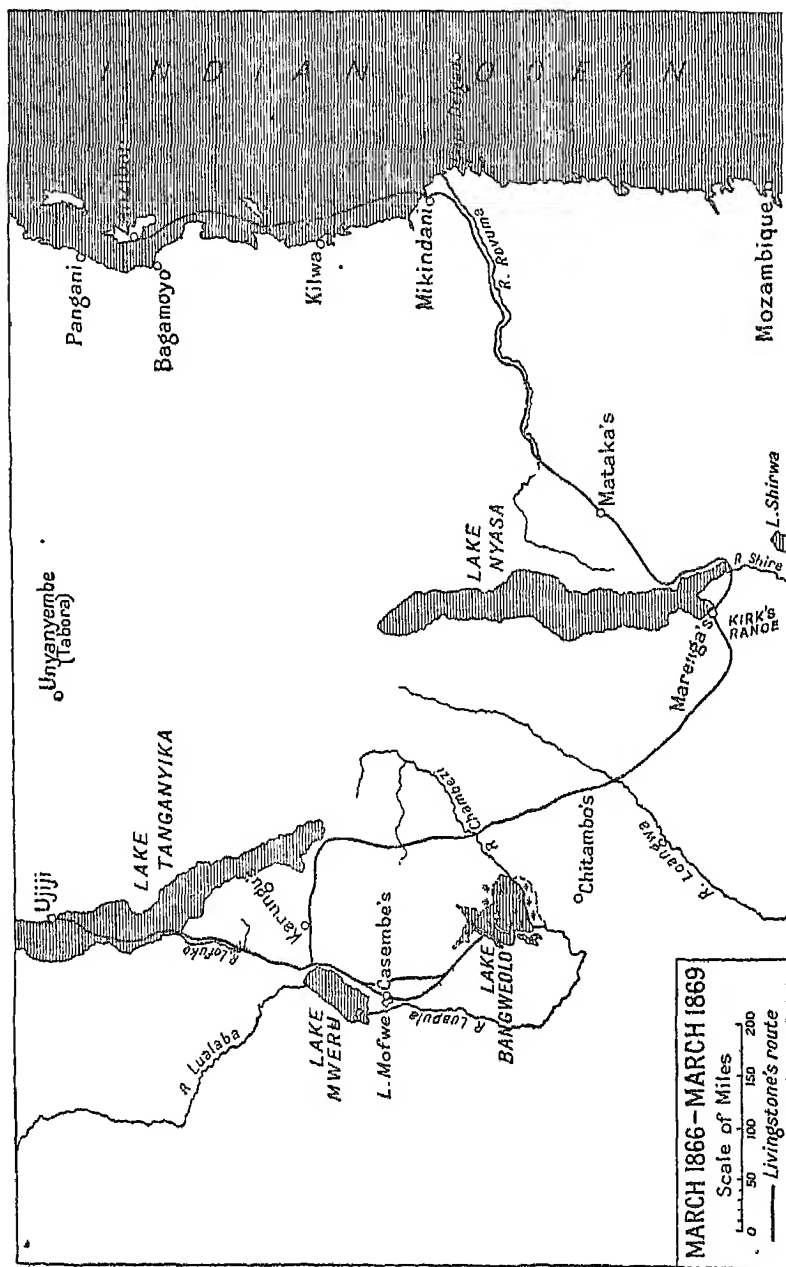 INDIAN OCEAN
Pangani
Zanzibar
Bagamoyo
Kilwa
Mikindani
Cape Delgado
R. Rovuma
Mozambique
Unyanyembe
(Tabora)
LAKE
NYASA
Mataka's
L. Shirwa
R. Shire
Marenga's
KIRK'S
RANGE
Ujiji
LAKE
TANGANYIKA
R. Lofuko
Karungu
R. Chambezi
Chitambo's
R. Loangwa
R. Lualaba
LAKE
MWERU
L. Mofwe
Casembe's
R. Luapula
LAKE
BANGWEOLO
MARCH 1866–MARCH 1869
Scale of Miles
0 50 100 150 200
Livingstone's route